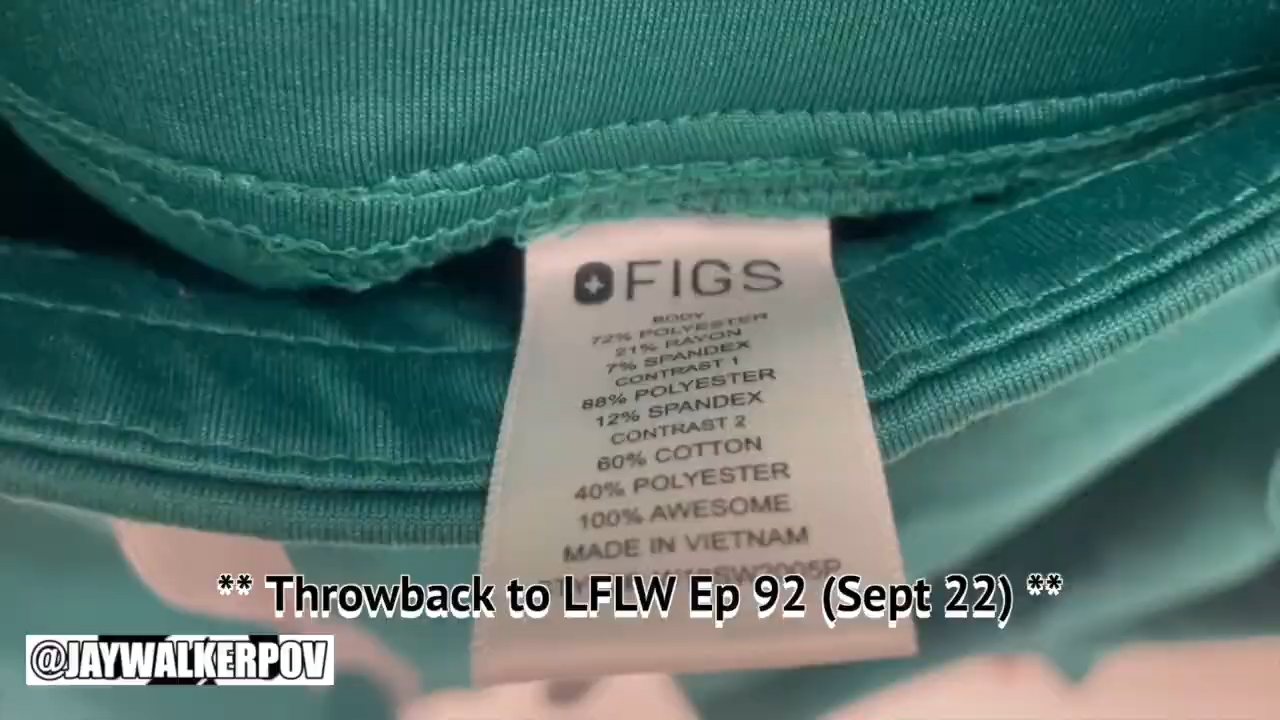 FIGS
BODY
72% POLYESTER
21% RAYON
7% SPANDEX
CONTRAST 1
88% POLYESTER
12% SPANDEX
CONTRAST 2
60% COTTON
40% POLYESTER
100% AWESOME
MADE IN VIETNAM
** Throwback to LFLW Ep 92 (Sept 22) **
@JAYWALKERPOV